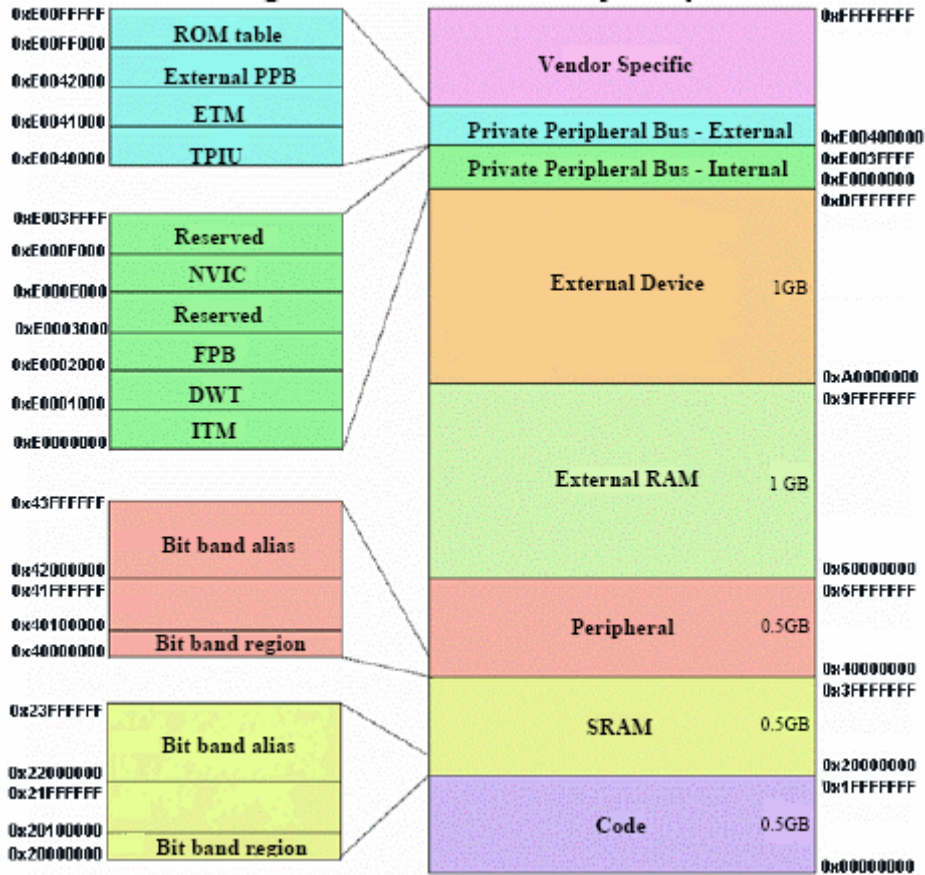 0xE00FFFFF
ROM table
0xE00FF000
External PPB
0xE0042000
ETM
0xE0041000
TPIU
0xE0040000
0xE003FFFF
Reserved
0xE000F000
NVIC
0xE000E000
Reserved
0xE0003000
FPB
0xE0002000
DWT
0xE0001000
ITM
0xE0000000
0x43FFFFFF
Bit band alias
0x42000000
0x41FFFFFF
0x40100000
Bit band region
0x40000000
0x23FFFFFF
Bit band alias
0x22000000
0x21FFFFFF
0x20100000
Bit band region
0x20000000
0xFFFFFFFF
Vendor Specific
Private Peripheral Bus - External
0xE00400000
0xE003FFFF
Private Peripheral Bus - Internal
0xE0000000
0xDFFFFFFF
External Device 1GB
0xA0000000
0x9FFFFFFF
External RAM 1 GB
0x60000000
0x6FFFFFFF
Peripheral 0.5GB
0x40000000
0x3FFFFFFF
SRAM 0.5GB
0x20000000
0x1FFFFFFF
Code 0.5GB
0x00000000